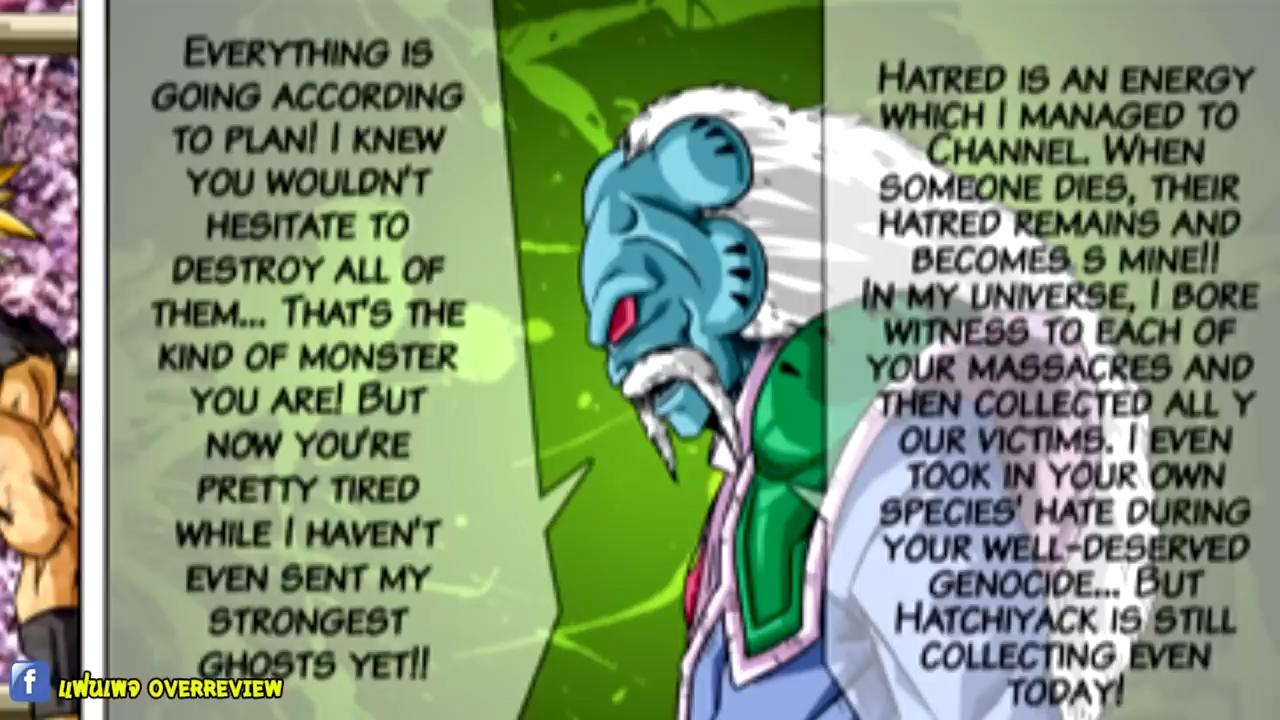 EVERYTHING IS
GOING ACCORDING
TO PLAN! I KNEW
YOU WOULDN'T
HESITATE TO
DESTROY ALL OF
THEM... THAT'S THE
KIND OF MONSTER
YOU ARE! BUT
NOW YOU'RE
PRETTY TIRED
WHILE I HAVEN'T
EVEN SENT MY
STRONGEST
GHOSTS YET!!
HATRED IS AN ENERGY
WHICH I MANAGED TO
CHANNEL. WHEN
SOMEONE DIES, THEIR
HATRED REMAINS AND
BECOMES S MINE!!
IN MY UNIVERSE, I BORE
WITNESS TO EACH OF
YOUR MASSACRES AND
THEN COLLECTED ALL Y
OUR VICTIMS. I EVEN
TOOK IN YOUR OWN
SPECIES' HATE DURING
YOUR WELL-DESERVED
GENOCIDE... BUT
HATCHIYACK IS STILL
COLLECTING EVEN
TODAY!
f แฟนเพจ OVERREVIEW